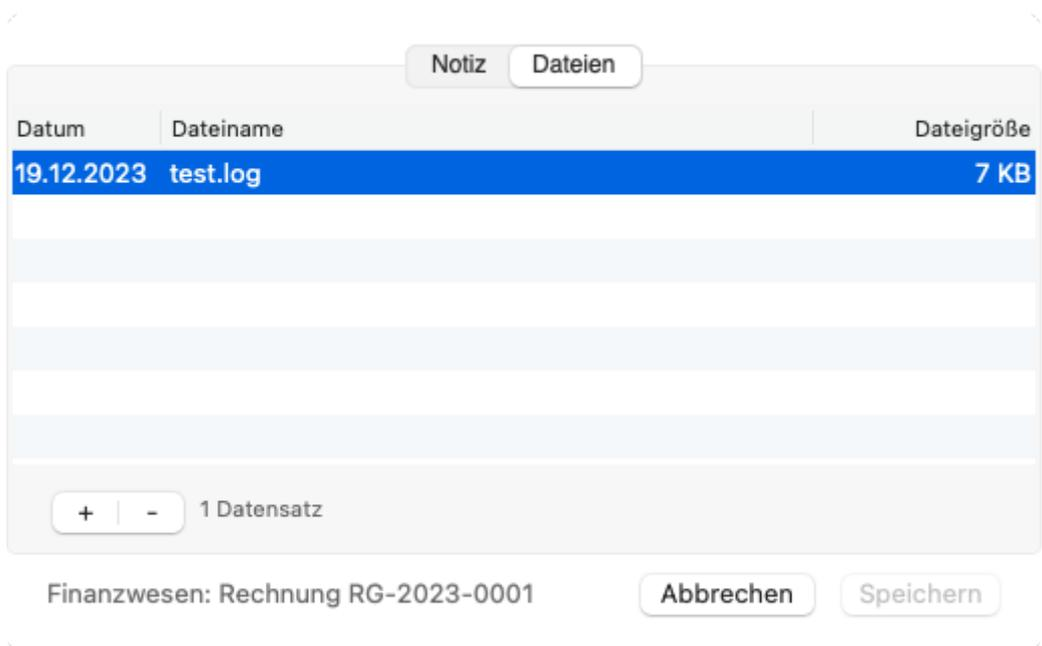 Notiz Dateien
Datum Dateiname Dateigröße
19.12.2023 test.log 7 KB
+ - 1 Datensatz
Finanzwesen: Rechnung RG-2023-0001 Abbrechen Speichern